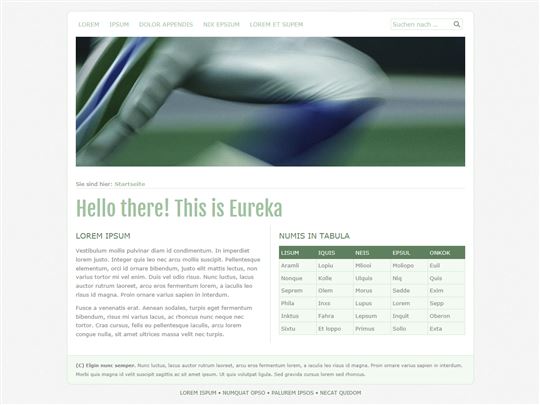 LOREM IPSUM DOLOR APPENDIS NIX EPSIUM LOREM ET SUPEM Suchen nach ...
Sie sind hier: Startseite
Hello there! This is Eureka
LOREM IPSUM
Vestibulum mollis pulvinar diam id condimentum. In imperdiet
lorem justo. Integer quis leo nec arcu mollis suscipit. Pellentesque
elementum, orci id ornare bibendum, justo elit mattis lectus, non
varius tortor mi vel enim. Duis vel odio risus. Nunc luctus, lacus
auctor rutrum laoreet, arcu eros fermentum lorem, a iaculis leo
risus id magna. Proin ornare varius sapien in interdum.
Fusce a venenatis erat. Aenean sodales, turpis eget fermentum
bibendum, risus mi varius lacus, ac rhoncus nunc neque nec
tortor. Cras cursus, felis eu pellentesque iaculis, arcu lorem
congue nulla, sit amet ultrices massa velit nec turpis.
NUMIS IN TABULA
LISUM IQUIS NEIS EPSUL ONKOK
Aramli Loplu Mliooi Moliopo Euli
Nonque Kolle Ulquis Niq Quis
Seprem Olem Morus Sedde Exim
Phila Inxs Lupus Lorem Sepp
Inktus Fahra Lepsum Inquit Oberon
Sixtu Et loppo Primus Sollo Exta
(C) Elgin nunc semper. Nunc luctus, lacus auctor rutrum laoreet, arcu eros fermentum lorem, a iaculis leo risus id magna. Proin ornare varius sapien in interdum.
Morbi quis magna id velit suscipit sagittis ac sit amet ipsum. Ut quis volutpat ligula. Sed gravida cursus lorem sed rhoncus.
LOREM ISPUM • NUMQUAT OPSO • PALUREM IPSOS • NECAT QUIDOM